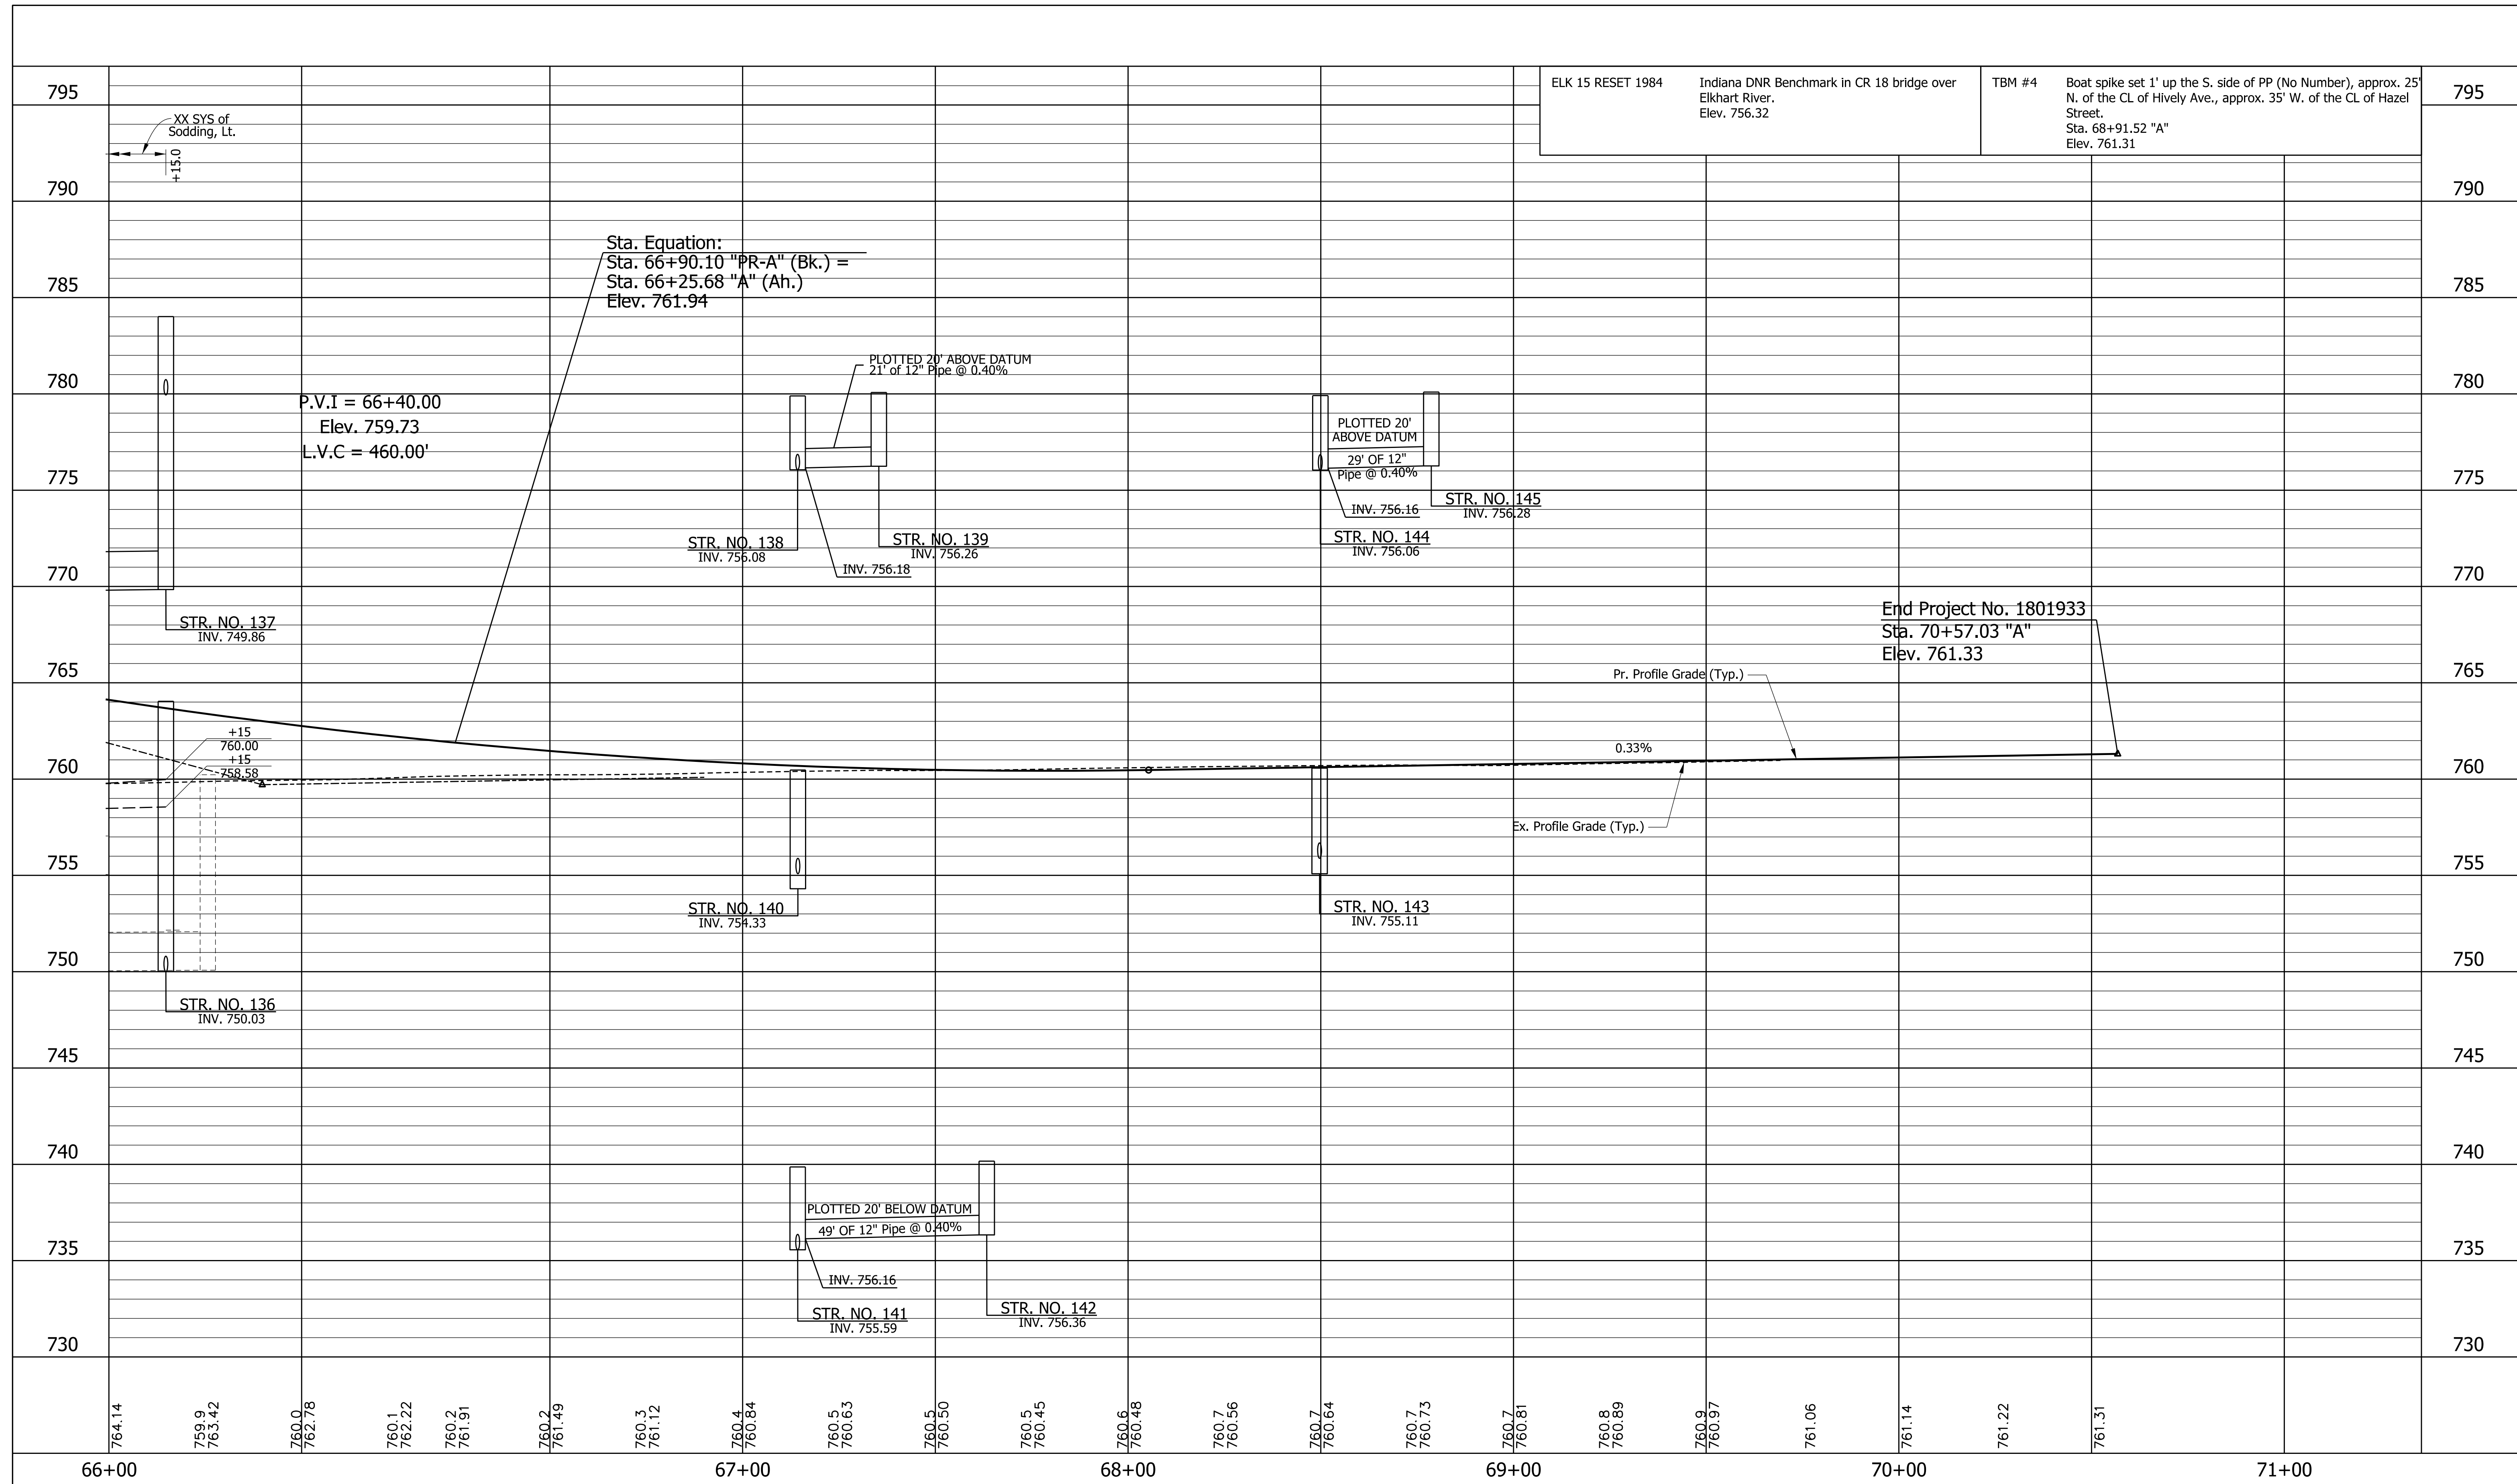 ELK 15 RESET 1984
Indiana DNR Benchmark in CR 18 bridge over
Elkhart River.
Elev. 756.32
TBM #4
Boat spike set 1' up the S. side of PP (No Number), approx. 25'
N. of the CL of Hively Ave., approx. 35' W. of the CL of Hazel
Street.
Sta. 68+91.52 "A"
Elev. 761.31
795
795
XX SYS of
Sodding, Lt.
+15.0
790
790
Sta. Equation:
Sta. 66+90.10 "PR-A" (Bk.) =
Sta. 66+25.68 "A" (Ah.)
Elev. 761.94
785
785
PLOTTED 20' ABOVE DATUM
21' of 12" Pipe @ 0.40%
780
780
P.V.I = 66+40.00
Elev. 759.73
L.V.C = 460.00'
PLOTTED 20'
ABOVE DATUM
29' OF 12"
Pipe @ 0.40%
775
775
STR. NO. 145
INV. 756.28
INV. 756.16
STR. NO. 138
INV. 756.08
STR. NO. 139
INV. 756.26
STR. NO. 144
INV. 756.06
INV. 756.18
770
770
End Project No. 1801933
Sta. 70+57.03 "A"
Elev. 761.33
STR. NO. 137
INV. 749.86
765
765
Pr. Profile Grade (Typ.)
+15
760.00
+15
758.58
0.33%
760
760
Ex. Profile Grade (Typ.)
755
755
STR. NO. 140
INV. 754.33
STR. NO. 143
INV. 755.11
750
750
STR. NO. 136
INV. 750.03
745
745
740
740
PLOTTED 20' BELOW DATUM
49' OF 12" Pipe @ 0.40%
735
735
INV. 756.16
STR. NO. 141
INV. 755.59
STR. NO. 142
INV. 756.36
730
730
764.14
759.9
763.42
760.0
762.78
760.1
762.22
760.2
761.91
760.2
761.49
760.3
761.12
760.4
760.84
760.5
760.63
760.5
760.50
760.5
760.45
760.6
760.48
760.7
760.56
760.7
760.64
760.7
760.73
760.7
760.81
760.8
760.89
760.9
760.97
761.06
761.14
761.22
761.31
66+00
67+00
68+00
69+00
70+00
71+00